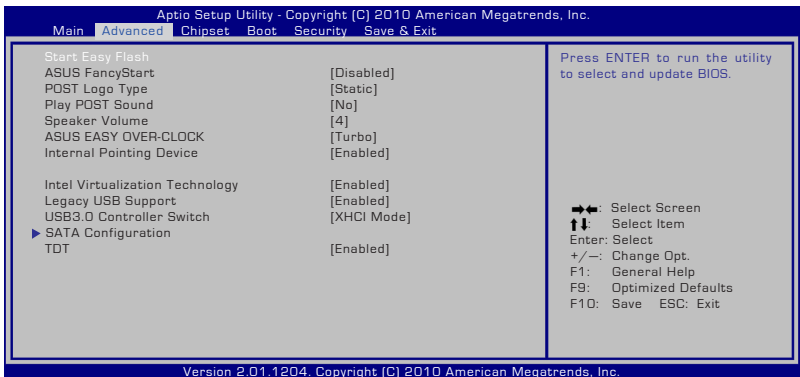 Aptio Setup Utility - Copyright (C) 2010 American Megatrends, Inc.
Main Advanced Chipset Boot Security Save & Exit
Start Easy Flash
ASUS FancyStart [Disabled]
POST Logo Type [Static]
Play POST Sound [No]
Speaker Volume [4]
ASUS EASY OVER-CLOCK [Turbo]
Internal Pointing Device [Enabled]
Intel Virtualization Technology [Enabled]
Legacy USB Support [Enabled]
USB3.0 Controller Switch [XHCI Mode]
SATA Configuration
TDT [Enabled]
Press ENTER to run the utility
to select and update BIOS.
→←: Select Screen
↑↓: Select Item
Enter: Select
+/—: Change Opt.
F1: General Help
F9: Optimized Defaults
F10: Save ESC: Exit
Version 2.01.1204. Copyright (C) 2010 American Megatrends, Inc.